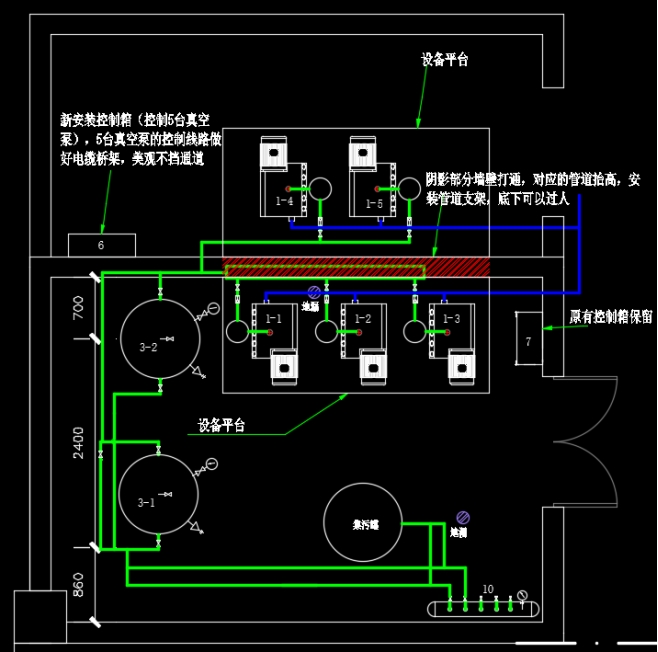 设备平台
新安装控制箱（控制5台真空
泵），5台真空泵的控制线路做
好电缆桥架，美观不挡通道
阴影部分墙壁打通，对应的管道抬高，安
装管道支架，底下可以过人
1-4
1-5
6
700
地漏
1-1
1-2
1-3
原有控制箱保留
7
3-2
设备平台
2400
3-1
集污罐
地漏
860
10